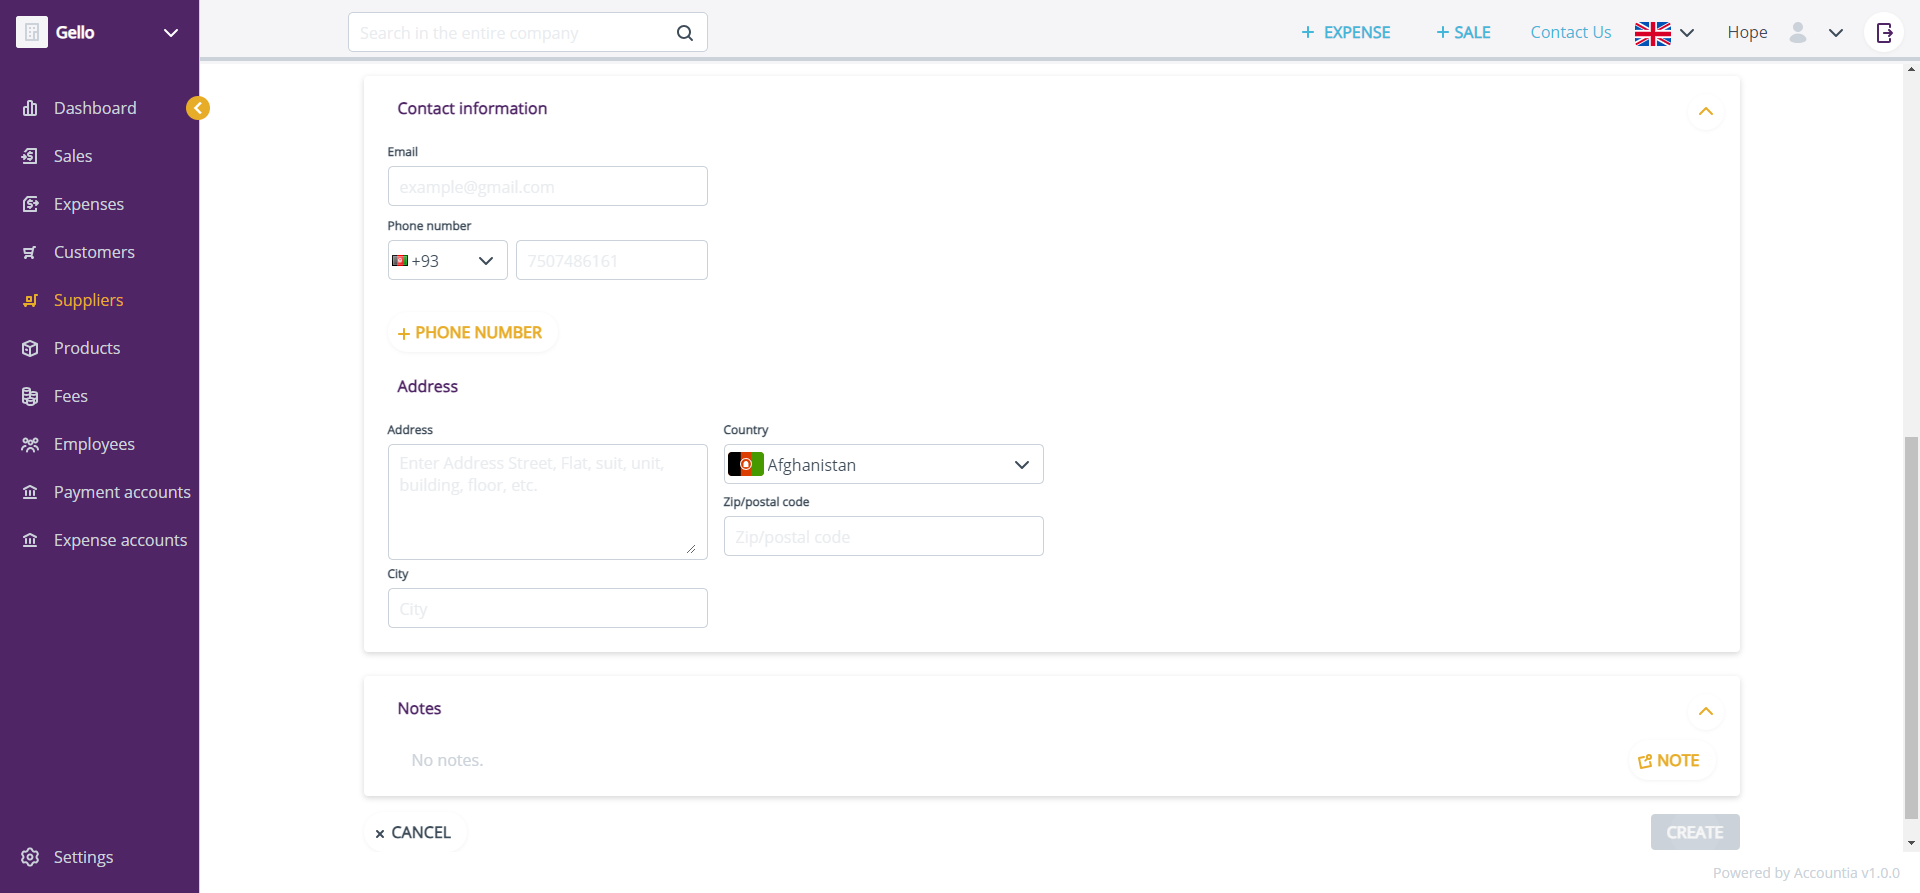 Gello
Search in the entire company
EXPENSE
SALE
Contact Us
Hope
Dashboard
Sales
Expenses
Customers
Suppliers
Products
Fees
Employees
Payment accounts
Expense accounts
Settings
Contact information
Email
example@gmail.com
Phone number
+93
7507486161
+ PHONE NUMBER
Address
Address
Enter Address Street, Flat, suit, unit,
building, floor, etc.
Country
Afghanistan
Zip/postal code
Zip/postal code
City
City
Notes
No notes.
NOTE
× CANCEL
CREATE
Powered by Accountia v1.0.0